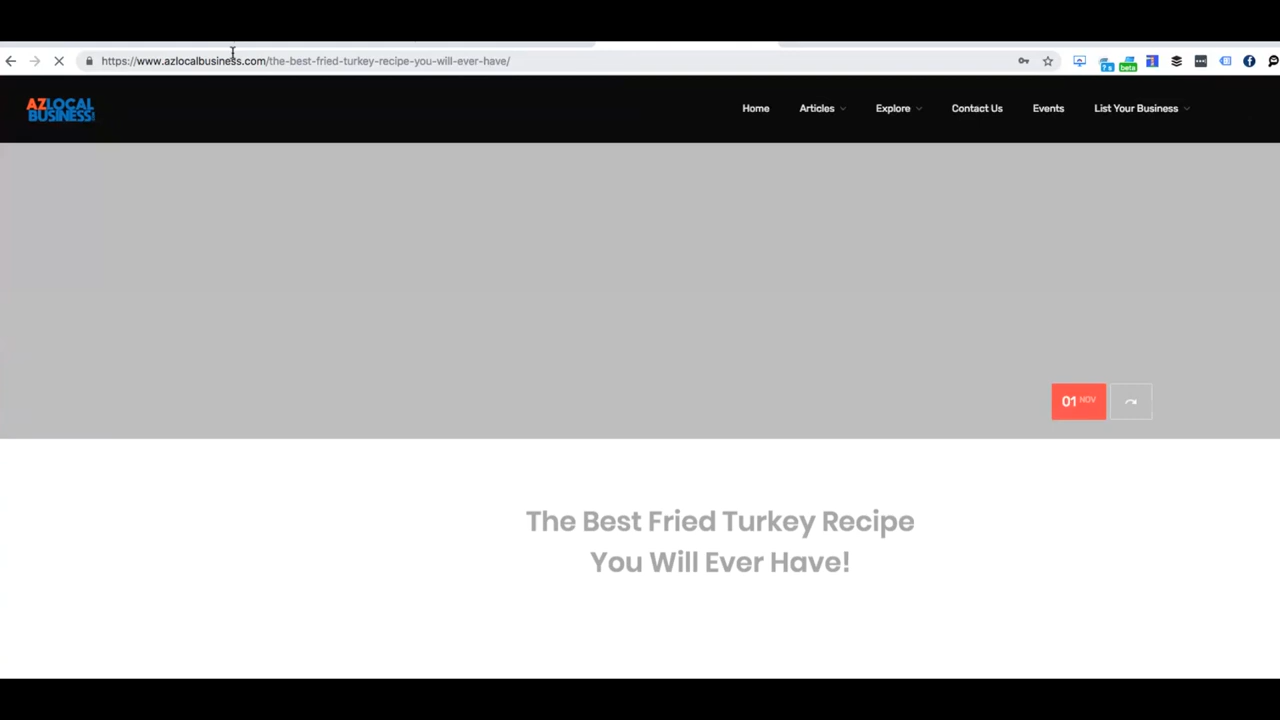 https://www.azlocalbusiness.com/the-best-fried-turkey-recipe-you-will-ever-have/
beta
AZLOCAL
BUSINESS
Home Articles Explore Contact Us Events List Your Business
01 NOV
The Best Fried Turkey Recipe
You Will Ever Have!